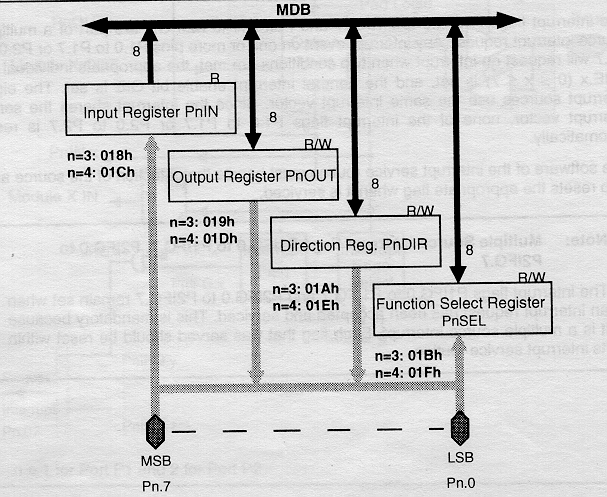 MDB
8
R
Input Register PnIN
8
R/W
n=3: 018h
n=4: 01Ch
Output Register PnOUT
8
R/W
n=3: 019h
n=4: 01Dh
Direction Reg. PnDIR
8
R/W
n=3: 01Ah
n=4: 01Eh
Function Select Register
PnSEL
n=3: 01Bh
n=4: 01Fh
MSB
LSB
Pn.7
Pn.0